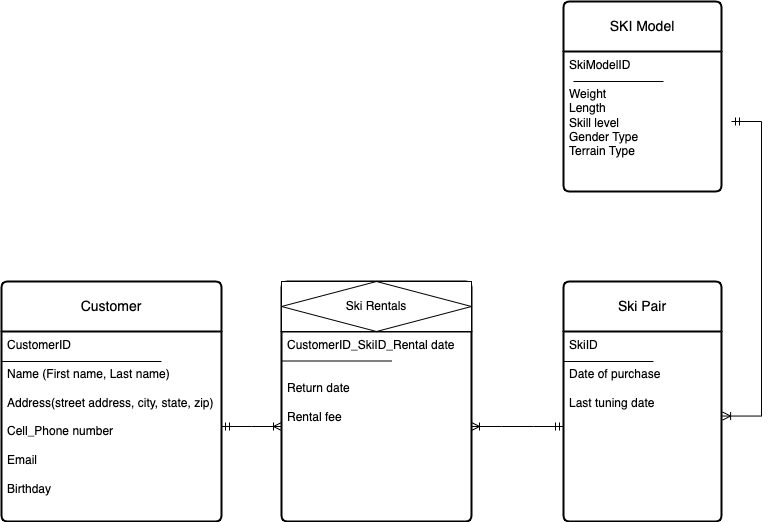 SKI Model
SkiModelID
Weight
Length
Skill level
Gender Type
Terrain Type
Customer
CustomerID
Name (First name, Last name)
Address(street address, city, state, zip)
Cell_Phone number
Email
Birthday
Ski Rentals
CustomerID_SkiID_Rental date
Return date
Rental fee
Ski Pair
SkiID
Date of purchase
Last tuning date